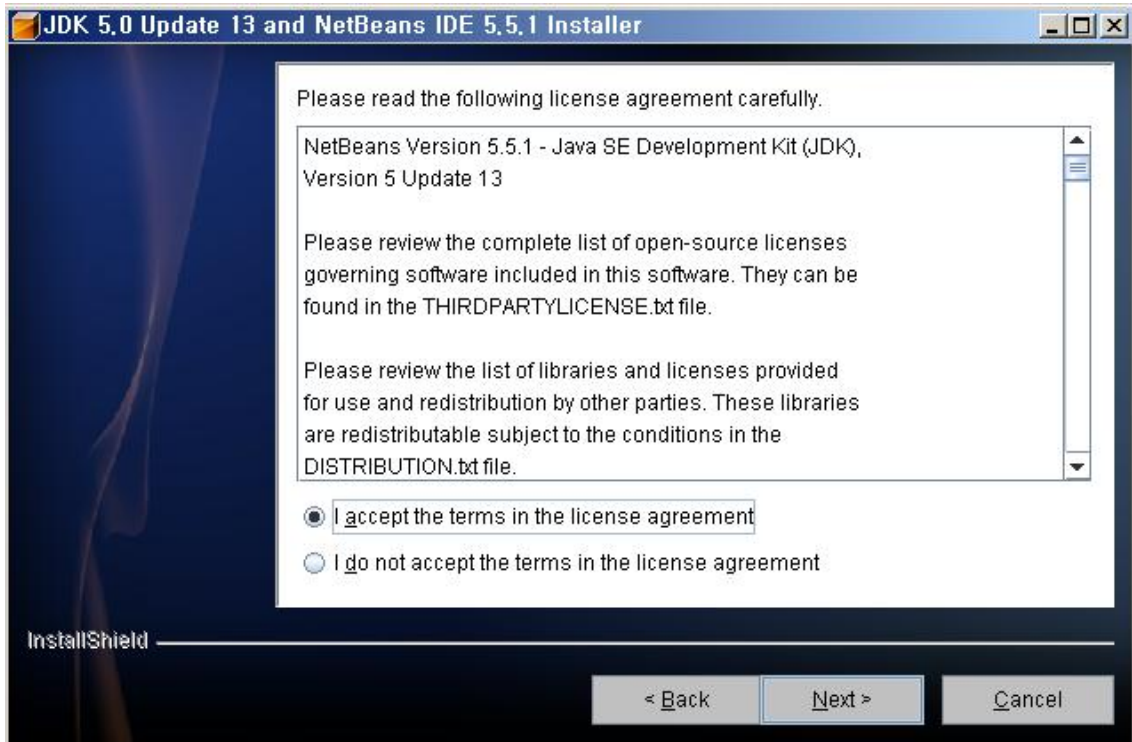 JDK 5.0 Update 13 and NetBeans IDE 5.5.1 Installer
Please read the following license agreement carefully.
NetBeans Version 5.5.1 - Java SE Development Kit (JDK),
Version 5 Update 13
Please review the complete list of open-source licenses
governing software included in this software. They can be
found in the THIRDPARTYLICENSE.txt file.
Please review the list of libraries and licenses provided
for use and redistribution by other parties. These libraries
are redistributable subject to the conditions in the
DISTRIBUTION.txt file.
I accept the terms in the license agreement
I do not accept the terms in the license agreement
InstallShield
< Back Next > Cancel